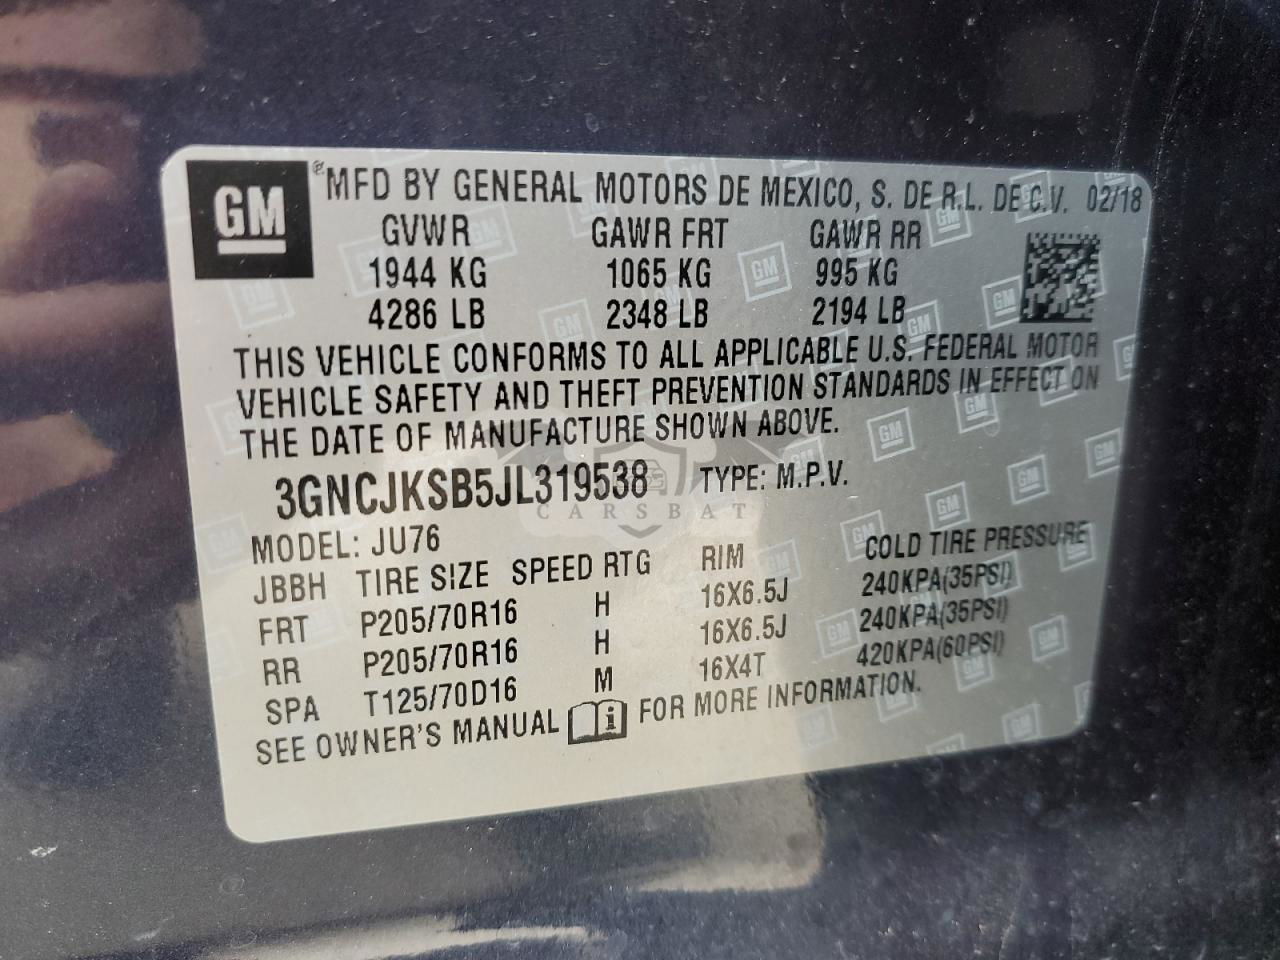 GM ® MFD BY GENERAL MOTORS DE MEXICO, S. DE R.L. DE C.V. 02/18
GVWR GAWR FRT GAWR RR
1944 KG 1065 KG 995 KG
4286 LB 2348 LB 2194 LB
THIS VEHICLE CONFORMS TO ALL APPLICABLE U.S. FEDERAL MOTOR
VEHICLE SAFETY AND THEFT PREVENTION STANDARDS IN EFFECT ON
THE DATE OF MANUFACTURE SHOWN ABOVE.
3GNCJKSB5JL319538 TYPE: M.P.V.
CARSBAT
MODEL: JU76
JBBH TIRE SIZE SPEED RTG RIM COLD TIRE PRESSURE
FRT P205/70R16 H 16X6.5J 240KPA(35PSI)
RR P205/70R16 H 16X6.5J 240KPA(35PSI)
SPA T125/70D16 M 16X4T 420KPA(60PSI)
SEE OWNER'S MANUAL i FOR MORE INFORMATION.